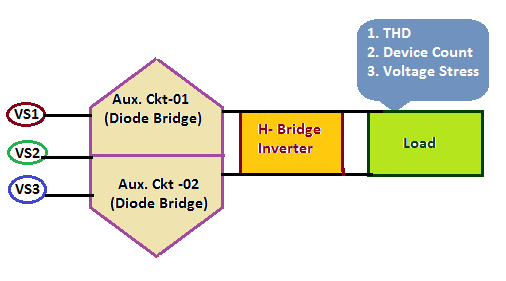 1. THD
2. Device Count
3. Voltage Stress
VS1
VS2
VS3
Aux. Ckt-01
(Diode Bridge)
Aux. Ckt -02
(Diode Bridge)
H- Bridge
Inverter
Load